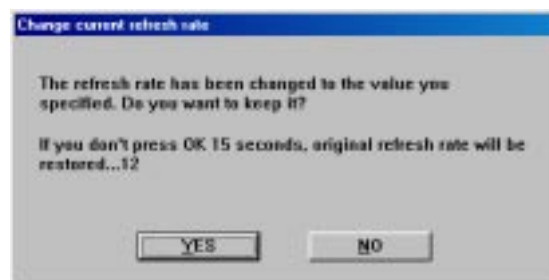 Change current refresh rate
The refresh rate has been changed to the value you
specified. Do you want to keep it?
If you don't press OK 15 seconds, original refresh rate will be
restored...12
YES
NO